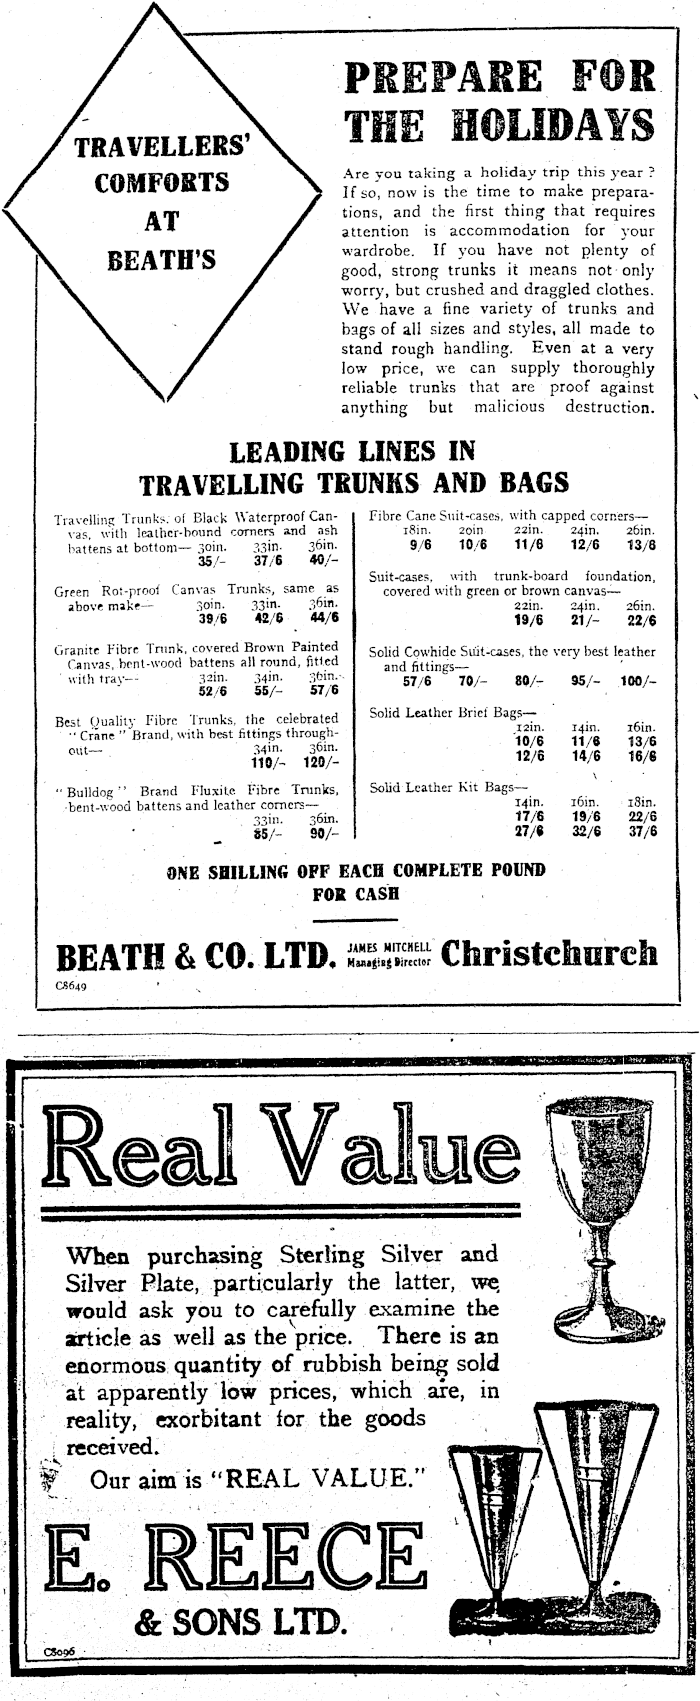 TRAVELLERS'
COMFORTS
AT
BEATH'S
PREPARE FOR
THE HOLIDAYS
Are you taking a holiday trip this year?
If so, now is the time to make prepara-
tions, and the first thing that requires
attention is accommodation for your
wardrobe. If you have not plenty of
good, strong trunks it means not only
worry, but crushed and draggled clothes.
We have a fine variety of trunks and
bags of all sizes and styles, all made to
stand rough handling. Even at a very
low price, we can supply thoroughly
reliable trunks that are proof against
anything but malicious destruction.
LEADING LINES IN
TRAVELLING TRUNKS AND BAGS
Travelling Trunks, of Black Waterproof Can-
vas, with leather-bound corners and ash
battens at bottom— 30in. 33in. 36in.
35/- 37/6 40/-
Green Rot-proof Canvas Trunks, same as
above make— 30in. 33in. 36in.
39/6 42/6 44/6
Granite Fibre Trunk, covered Brown Painted
Canvas, bent-wood battens all round, fitted
with tray— 32in. 34in. 36in.
52/6 55/- 57/6
Best Quality Fibre Trunks, the celebrated
"Crane" Brand, with best fittings through-
out— 34in. 36in.
110/- 120/-
"Bulldog" Brand Fluxite Fibre Trunks,
bent-wood battens and leather corners—
33in. 36in.
85/- 90/-
Fibre Cane Suit-cases, with capped corners—
18in. 20in 22in. 24in. 26in.
9/6 10/6 11/6 12/6 13/6
Suit-cases, with trunk-board foundation,
covered with green or brown canvas—
22in. 24in. 26in.
19/6 21/- 22/6
Solid Cowhide Suit-cases, the very best leather
and fittings—
57/6 70/- 80/- 95/- 100/-
Solid Leather Brief Bags—
12in. 14in. 16in.
10/6 11/6 13/6
12/6 14/6 16/6
Solid Leather Kit Bags—
14in. 16in. 18in.
17/6 19/6 22/6
27/6 32/6 37/6
ONE SHILLING OFF EACH COMPLETE POUND
FOR CASH
BEATH & CO. LTD. JAMES MITCHELL Managing Director Christchurch
C8649
Real Value
When purchasing Sterling Silver and
Silver Plate, particularly the latter, we
would ask you to carefully examine the
article as well as the price. There is an
enormous quantity of rubbish being sold
at apparently low prices, which are, in
reality, exorbitant for the goods
received.
Our aim is "REAL VALUE."
E. REECE
& SONS LTD.
C8096